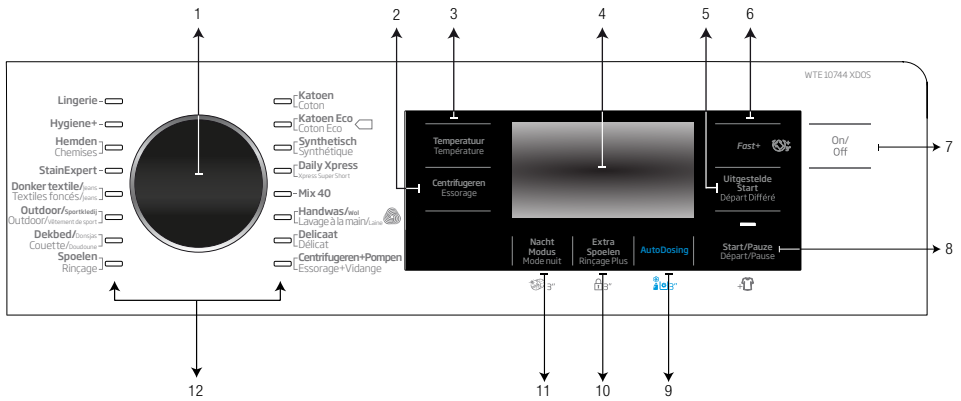 1
2
3
4
5
6
WTE 10744 XDOS
Lingerie
Hygiene+
Hemden
Chemises
StainExpert
Donker textile/Jeans
Textiles foncés/Jeans
Outdoor/Sportkledij
Outdoor/Vêtement de sport
Dekbed/Donsjas
Couette/Doudoune
Spoelen
Rinçage
Katoen
Coton
Katoen Eco
Coton Eco
Synthetisch
Synthétique
Daily Xpress
Xpress Super Short
Mix 40
Handwas/Wol
Lavage à la main/Laine
Delicaat
Délicat
Centrifugeren+Pompen
Essorage+Vidange
Temperatuur
Température
Centrifugeren
Essorage
Fast+
Uitgestelde
Start
Départ Différé
On/
Off
7
Nacht
Modus
Mode nuit
Extra
Spoelen
Rinçage Plus
AutoDosing
Start/Pauze
Départ/Pause
8
3"
3"
3"
+
12
11
10
9